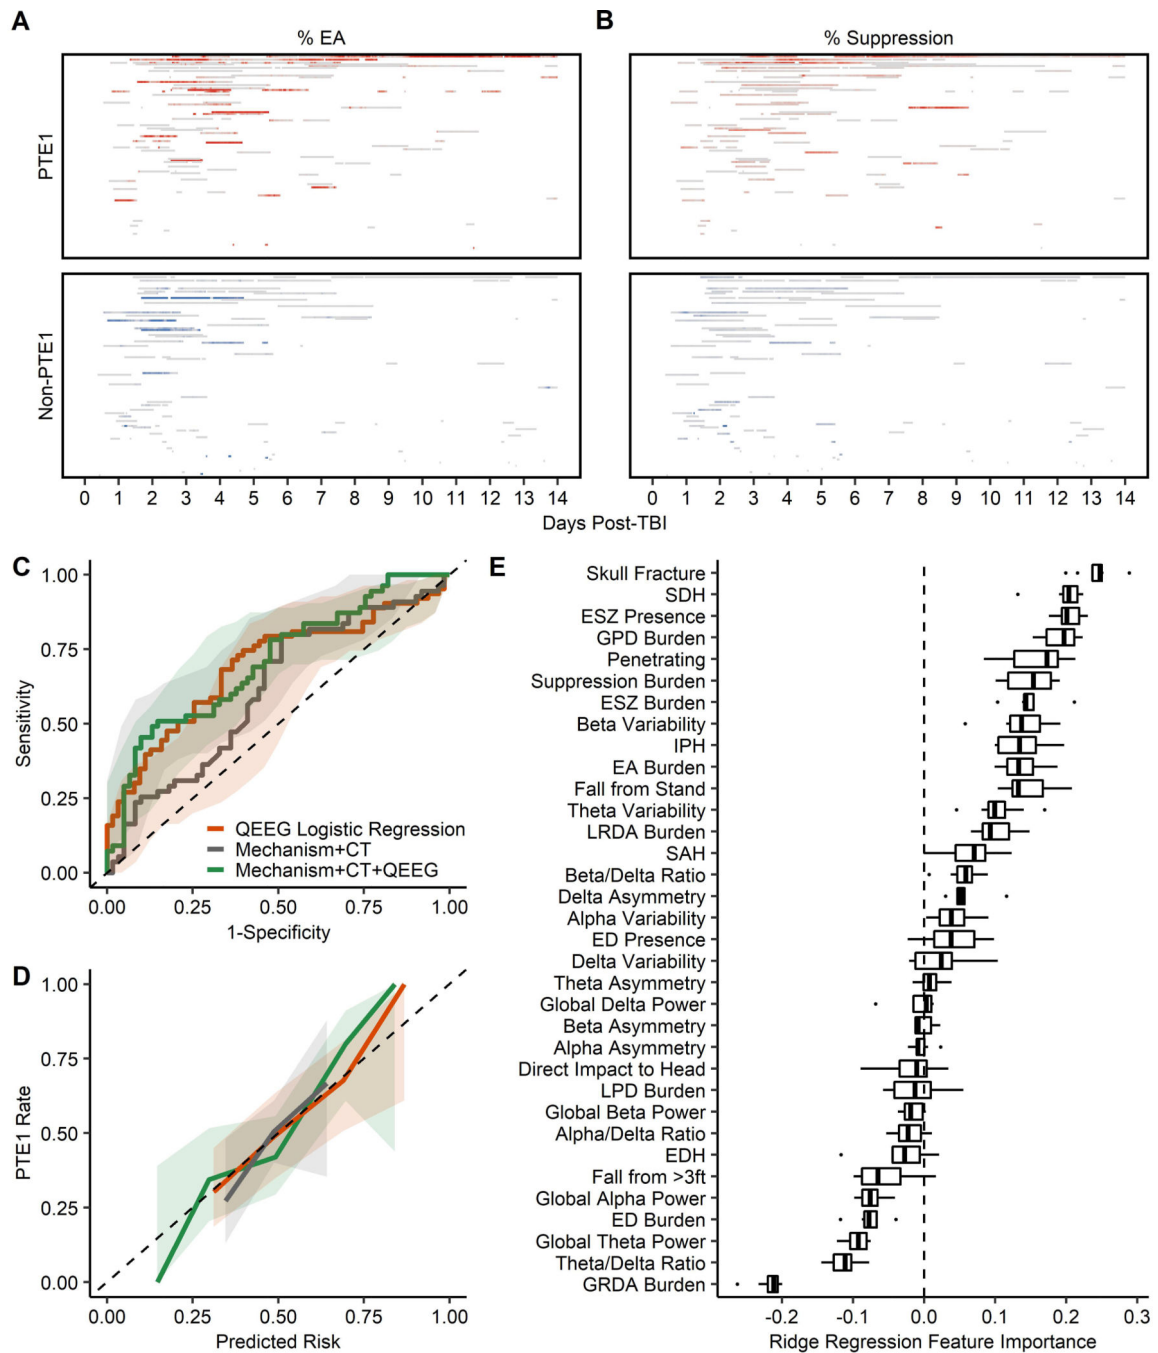 A
B
% EA
% Suppression
PTE1
Non-PTE1
0 1 2 3 4 5 6 7 8 9 10 11 12 13 14
0 1 2 3 4 5 6 7 8 9 10 11 12 13 14
Days Post-TBI
C
1.00
0.75
0.50
0.25
0.00
Sensitivity
QEEG Logistic Regression
Mechanism+CT
Mechanism+CT+QEEG
0.00 0.25 0.50 0.75 1.00
1-Specificity
D
1.00
0.75
0.50
0.25
0.00
PTE1 Rate
0.00 0.25 0.50 0.75 1.00
Predicted Risk
E
Skull Fracture
SDH
ESZ Presence
GPD Burden
Penetrating
Suppression Burden
ESZ Burden
Beta Variability
IPH
EA Burden
Fall from Stand
Theta Variability
LRDA Burden
SAH
Beta/Delta Ratio
Delta Asymmetry
Alpha Variability
ED Presence
Delta Variability
Theta Asymmetry
Global Delta Power
Beta Asymmetry
Alpha Asymmetry
Direct Impact to Head
LPD Burden
Global Beta Power
Alpha/Delta Ratio
EDH
Fall from >3ft
Global Alpha Power
ED Burden
Global Theta Power
Theta/Delta Ratio
GRDA Burden
-0.2 -0.1 0.0 0.1 0.2 0.3
Ridge Regression Feature Importance